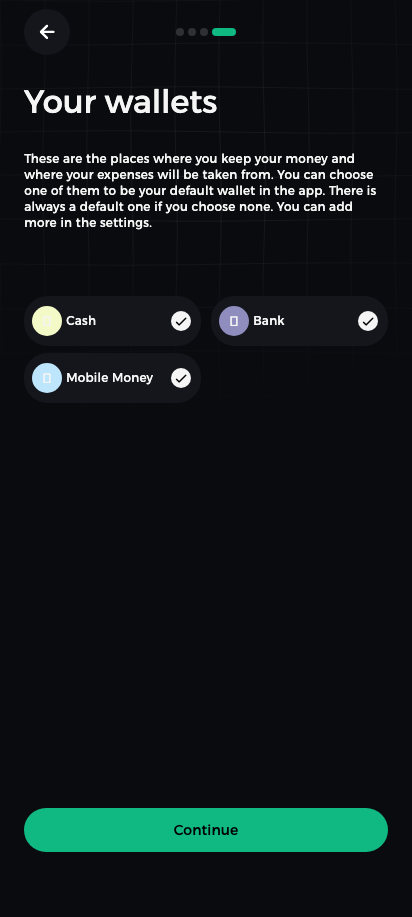 Your wallets
These are the places where you keep your money and
where your expenses will be taken from. You can choose
one of them to be your default wallet in the app. There is
always a default one if you choose none. You can add
more in the settings.
Cash
Bank
Mobile Money
Continue